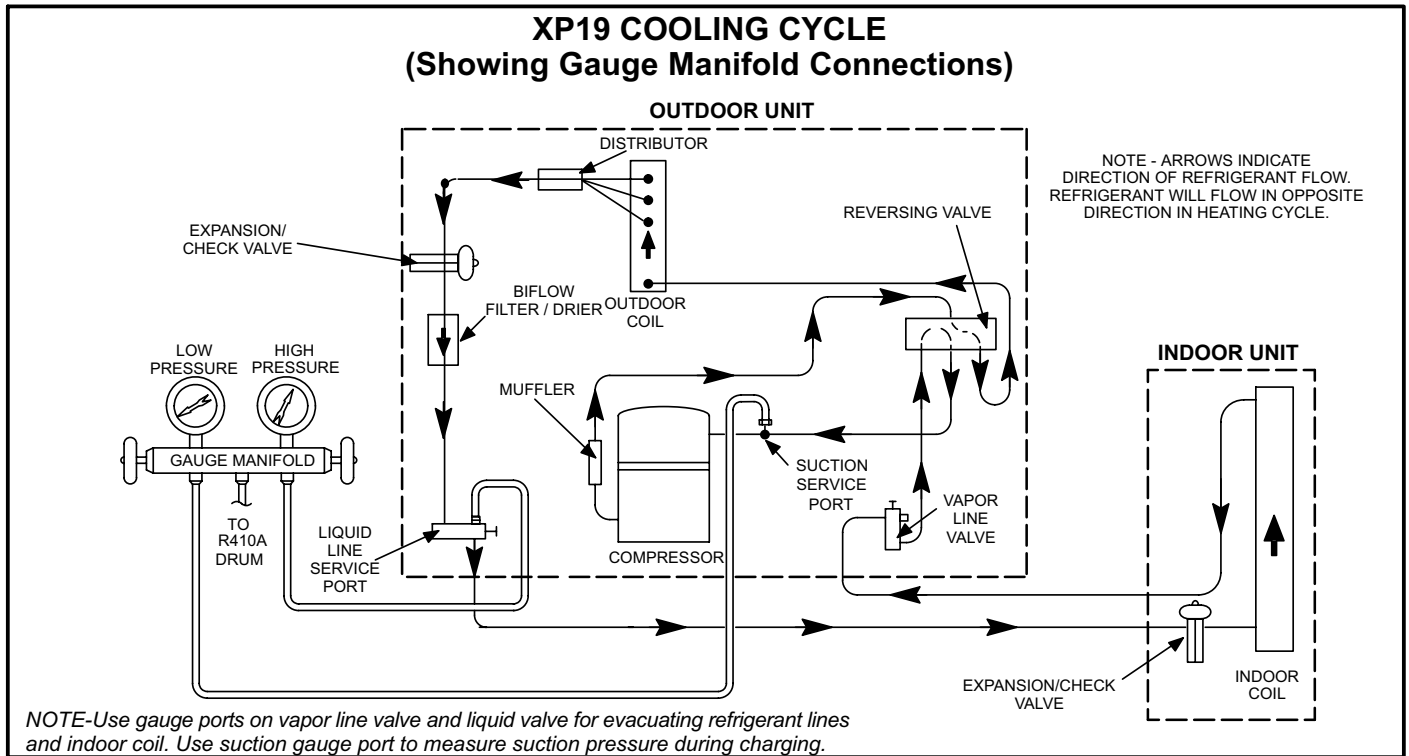 XP19 COOLING CYCLE
(Showing Gauge Manifold Connections)
OUTDOOR UNIT
DISTRIBUTOR
NOTE - ARROWS INDICATE
DIRECTION OF REFRIGERANT FLOW.
REFRIGERANT WILL FLOW IN OPPOSITE
DIRECTION IN HEATING CYCLE.
REVERSING VALVE
EXPANSION/
CHECK VALVE
BIFLOW
FILTER / DRIER
OUTDOOR
COIL
LOW
PRESSURE
HIGH
PRESSURE
INDOOR UNIT
MUFFLER
GAUGE MANIFOLD
SUCTION
SERVICE
PORT
VAPOR
LINE
VALVE
TO
R410A
DRUM
LIQUID
LINE
SERVICE
PORT
COMPRESSOR
EXPANSION/CHECK
VALVE
INDOOR
COIL
NOTE-Use gauge ports on vapor line valve and liquid valve for evacuating refrigerant lines
and indoor coil. Use suction gauge port to measure suction pressure during charging.